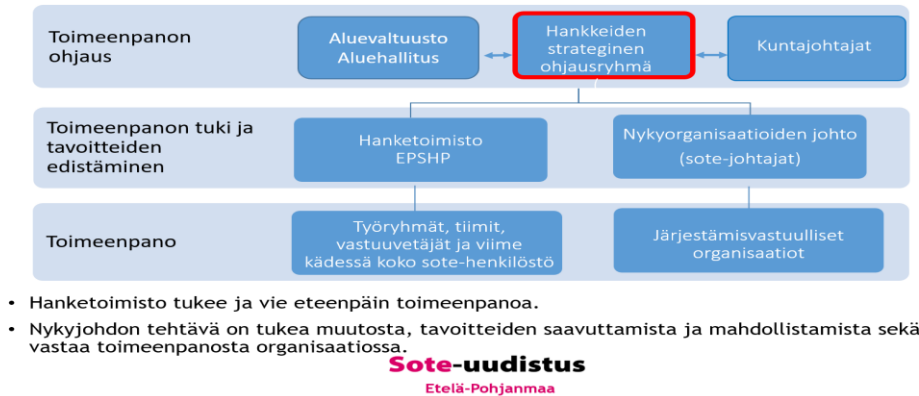 Toimeenpanon
ohjaus
Aluevaltuusto
Aluehallitus
Hankkeiden
strateginen
ohjausryhmä
Kuntajohtajat
Toimeenpanon tuki ja
tavoitteiden
edistäminen
Hanketoimisto
EPSHP
Nykyorganisaatioiden johto
(sote-johtajat)
Toimeenpano
Työryhmät, tiimit,
vastuuvetäjät ja viime
kädessä koko sote-henkilöstö
Järjestämisvastuulliset
organisaatiot
• Hanketoimisto tukee ja vie eteenpäin toimeenpanoa.
• Nykyjohdon tehtävä on tukea muutosta, tavoitteiden saavuttamista ja mahdollistamista sekä
vastaa toimeenpanosta organisaatiossa.
Sote-uudistus
Etelä-Pohjanmaa